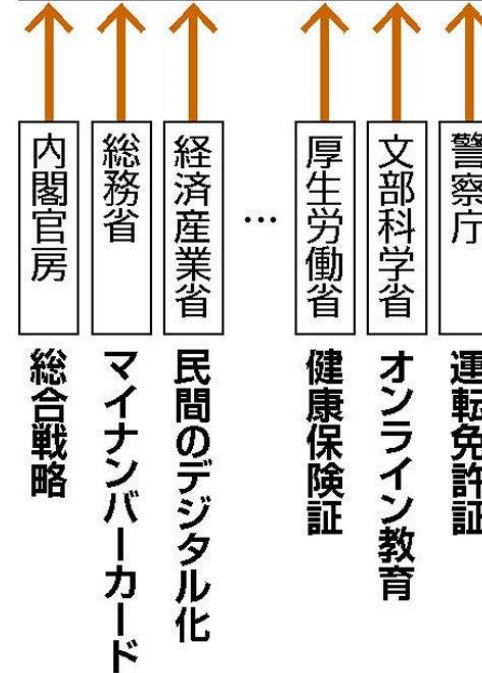 内閣官房
総合戦略
総務省
マイナンバーカード
経済産業省
民間のデジタル化
…
厚生労働省
健康保険証
文部科学省
オンライン教育
警察庁
運転免許証